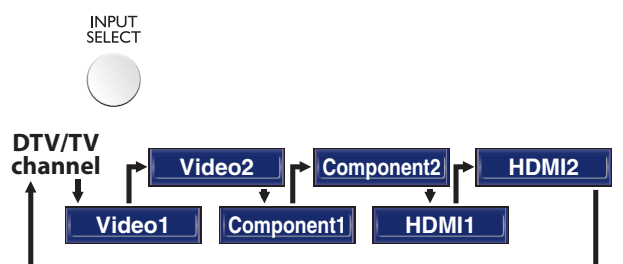 INPUT
SELECT
DTV/TV
channel
Video1
Video2
Component1
Component2
HDMI1
HDMI2